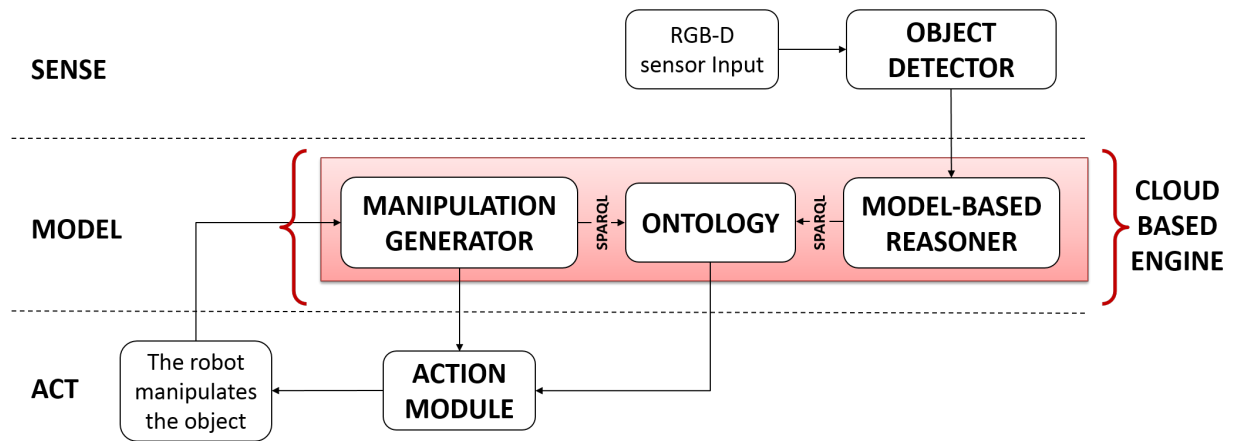 SENSE
RGB-D
sensor Input
OBJECT
DETECTOR
MODEL
MANIPULATION
GENERATOR
SPARQL
ONTOLOGY
SPARQL
MODEL-BASED
REASONER
CLOUD
BASED
ENGINE
ACT
The robot
manipulates
the object
ACTION
MODULE